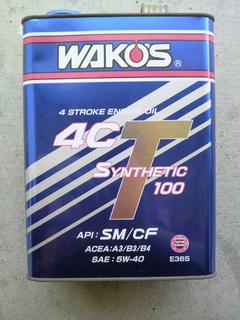 WAKO'S®
4 STROKE ENGINE OIL
4CT
SYNTHETIC
100
API: SM/CF
ACEA: A3/B3/B4
SAE: 5W-40
E365